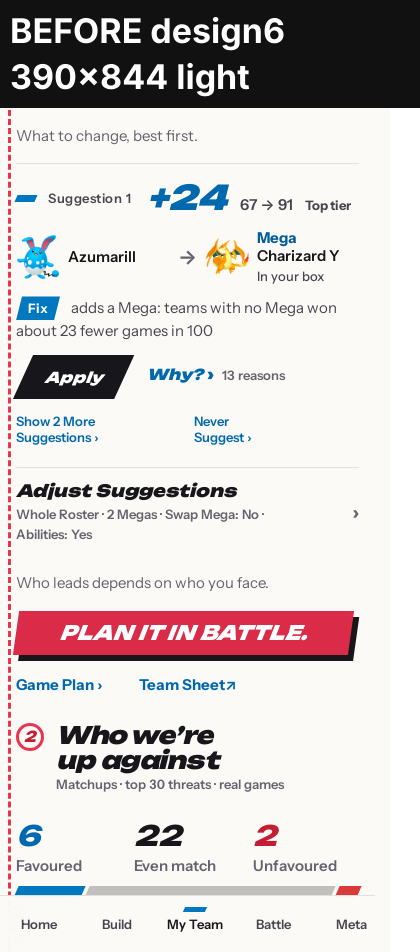 BEFORE design6
390×844 light
What to change, best first.
Suggestion 1 +24 67 → 91 Top tier
Azumarill → Mega
Charizard Y
In your box
Fix adds a Mega: teams with no Mega won
about 23 fewer games in 100
Apply Why? › 13 reasons
Show 2 More
Suggestions ›
Never
Suggest ›
Adjust Suggestions
Whole Roster · 2 Megas · Swap Mega: No ·
Abilities: Yes
›
Who leads depends on who you face.
PLAN IT IN BATTLE.
Game Plan › Team Sheet↗
2 Who we’re
up against
Matchups · top 30 threats · real games
6 22 2
Favoured Even match Unfavoured
Home Build My Team Battle Meta